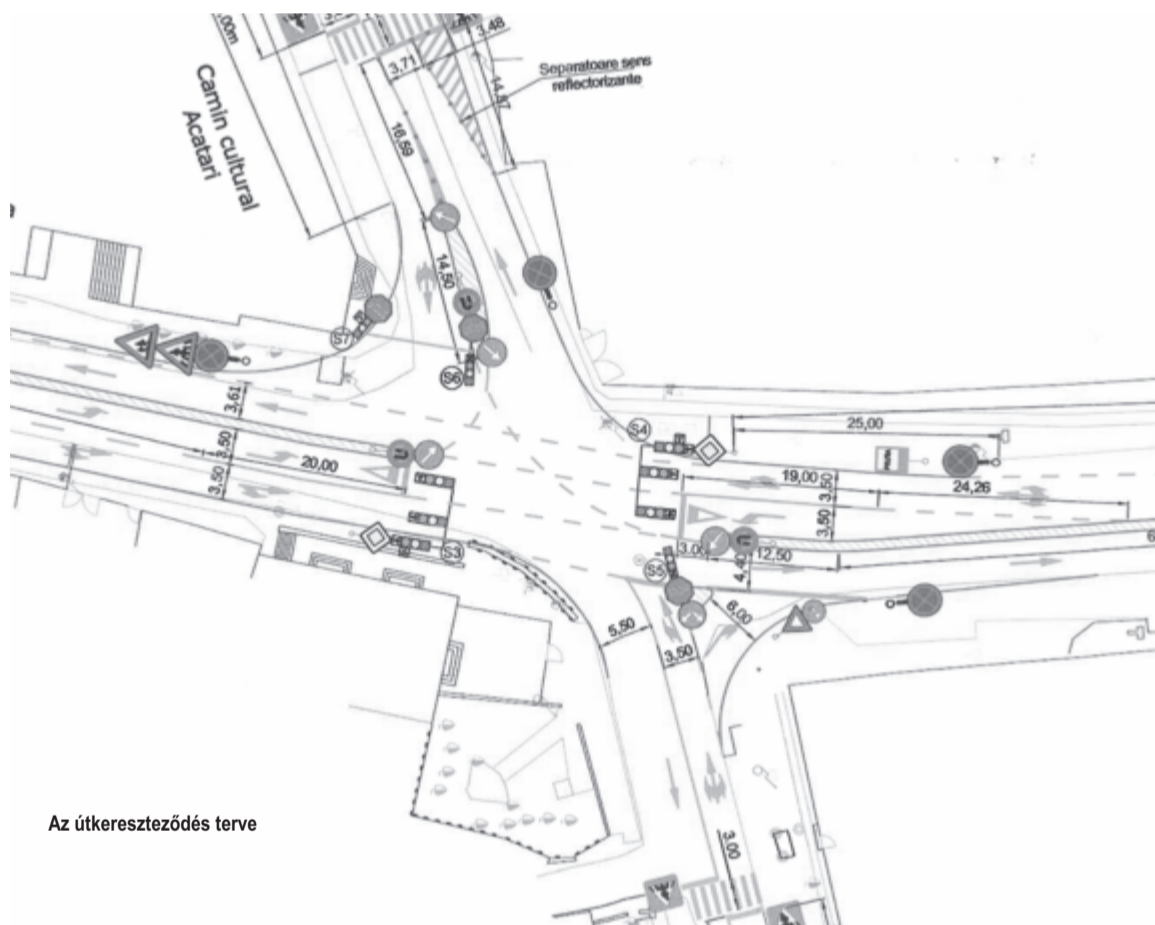 ,00m
3,71
3,48
Separatoare sens
reflectorizante
14,87
Camin cultural
Acatari
16,59
14,50
S7
S6
3,61
3,50
3,50
20,00
S4
25,00
19,00
3,50
24,26
3,50
S3
S5
3,00
12,50
4,40
6,00
5,50
3,50
3,00
Az útkereszteződés terve